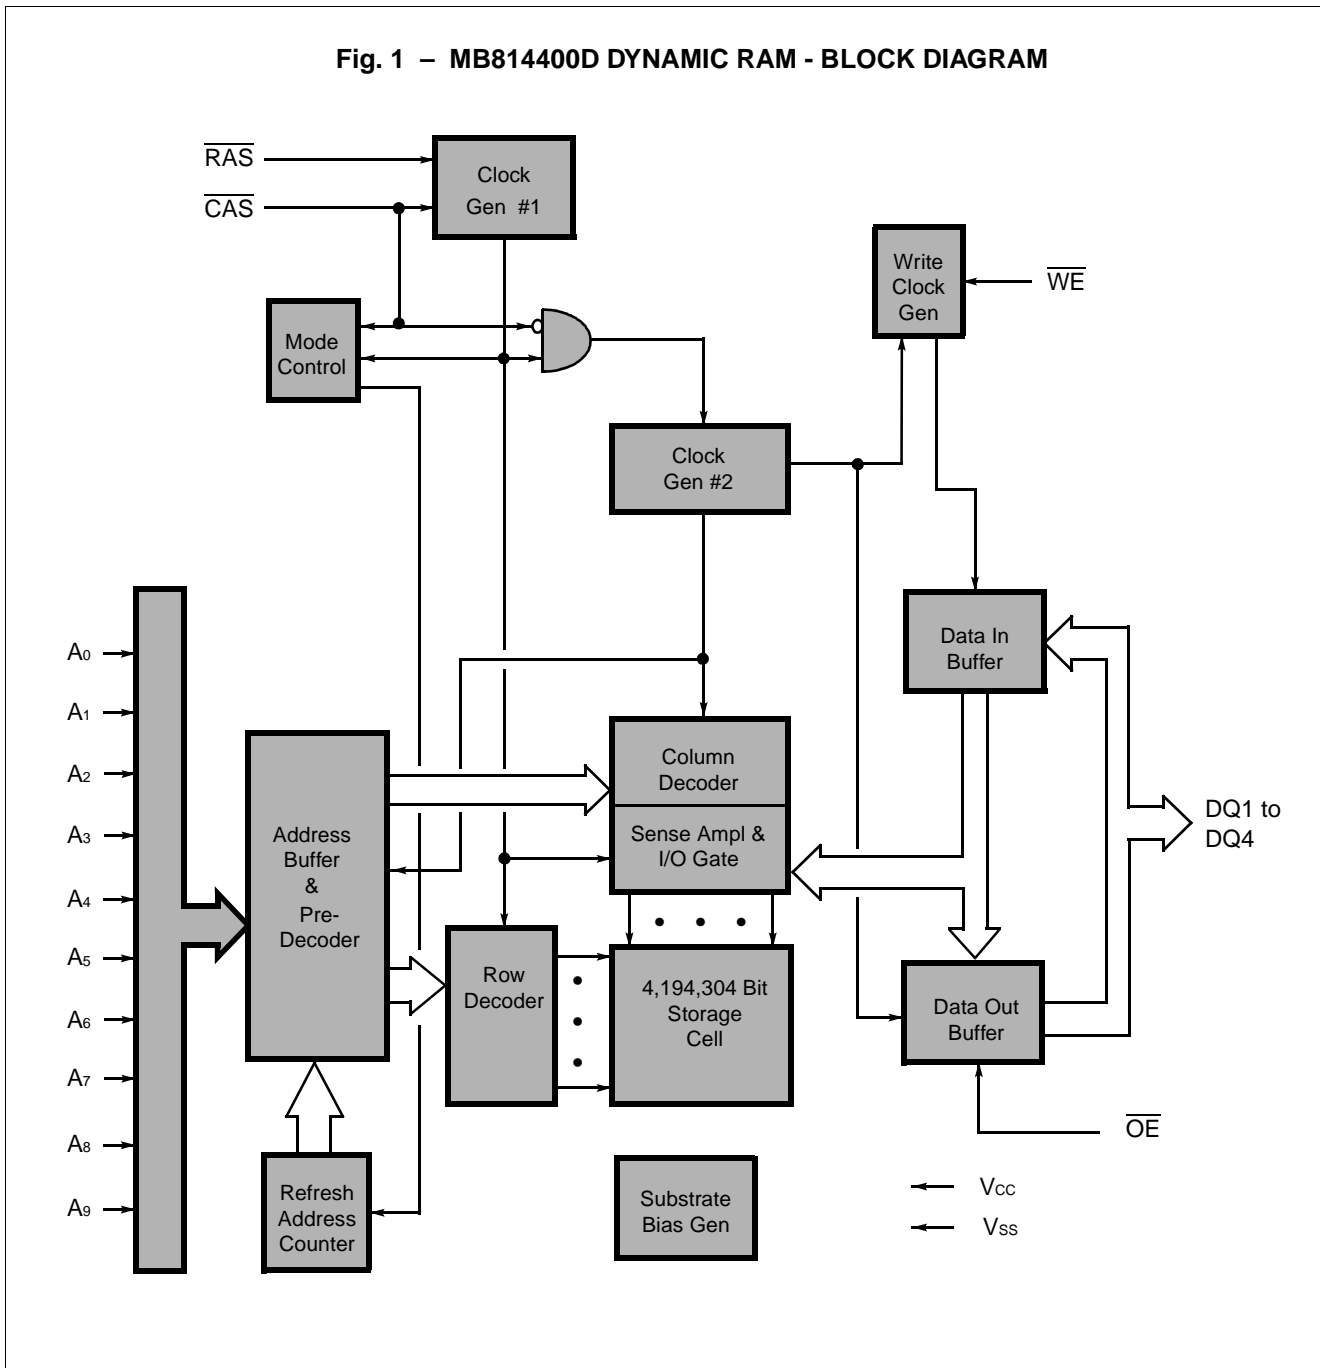 Fig. 1 – MB814400D DYNAMIC RAM - BLOCK DIAGRAM
RAS
CAS
Clock
Gen #1
Write
Clock
Gen
WE
Mode
Control
Clock
Gen #2
Data In
Buffer
A0
A1
A2
A3
A4
A5
A6
A7
A8
A9
Address
Buffer
&
Pre-
Decoder
Column
Decoder
Sense Ampl &
I/O Gate
DQ1 to
DQ4
Row
Decoder
4,194,304 Bit
Storage
Cell
Data Out
Buffer
OE
Refresh
Address
Counter
Substrate
Bias Gen
VCC
VSS